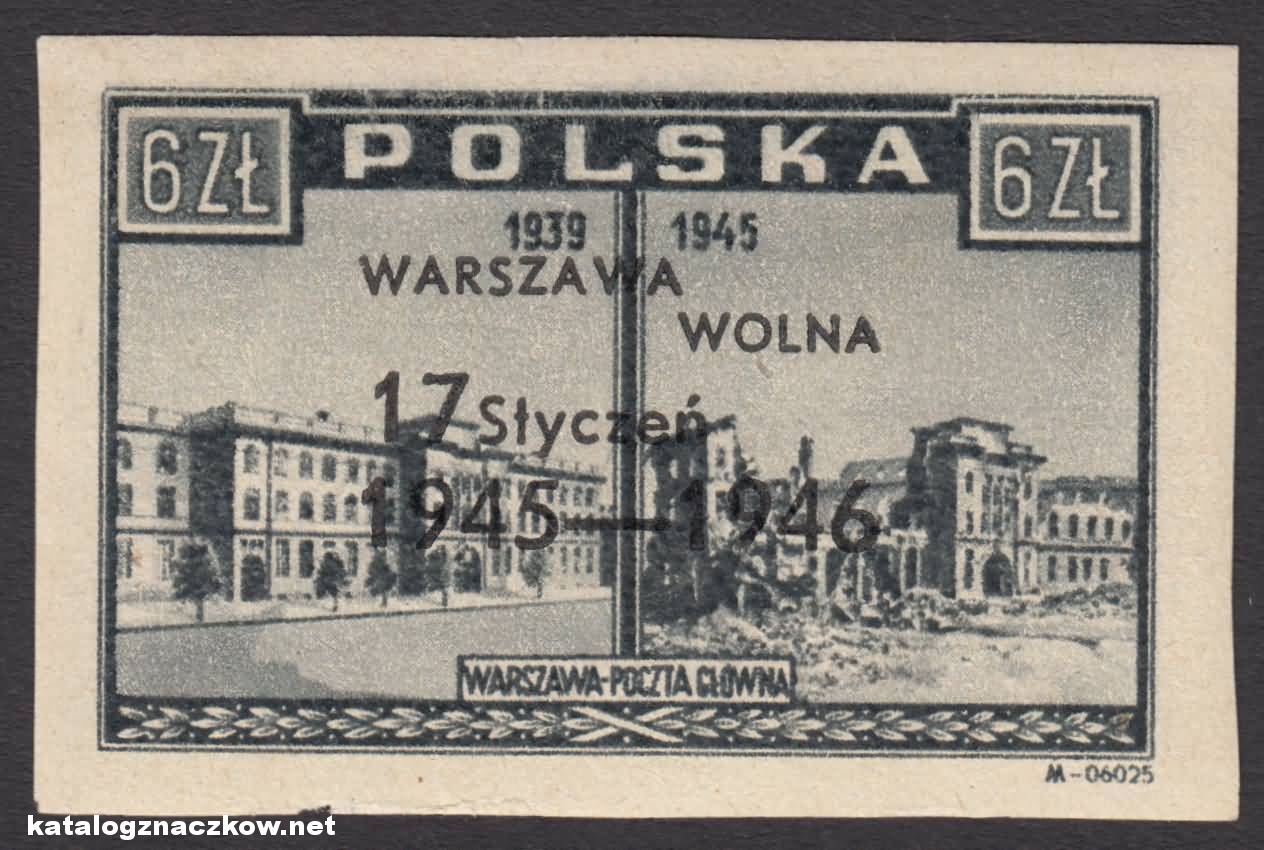 6 ZŁ POLSKA 6 ZŁ
1939 1945
WARSZAWA
WOLNA
17 Styczeń
1945—1946
WARSZAWA-POCZTA GŁÓWNA
M-06025
katalogznaczkow.net